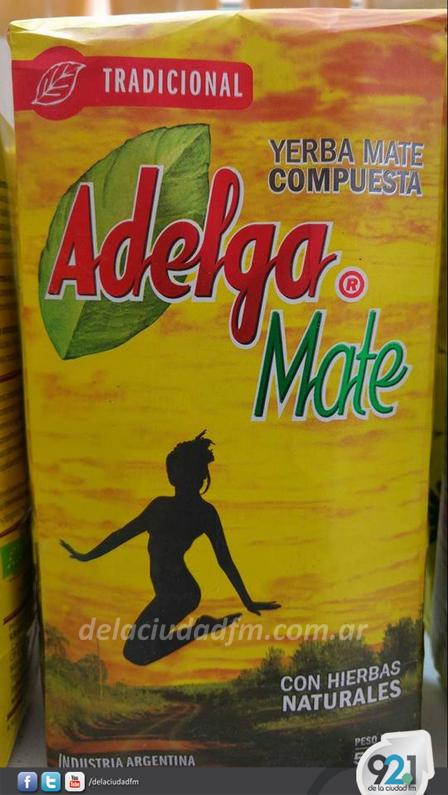 TRADICIONAL
YERBA MATE
COMPUESTA
Adelga ®
Mate
delaciudadfm.com.ar
CON HIERBAS
NATURALES
PESO
INDUSTRIA ARGENTINA
/delaciudadfm
92.1
de la ciudad fm